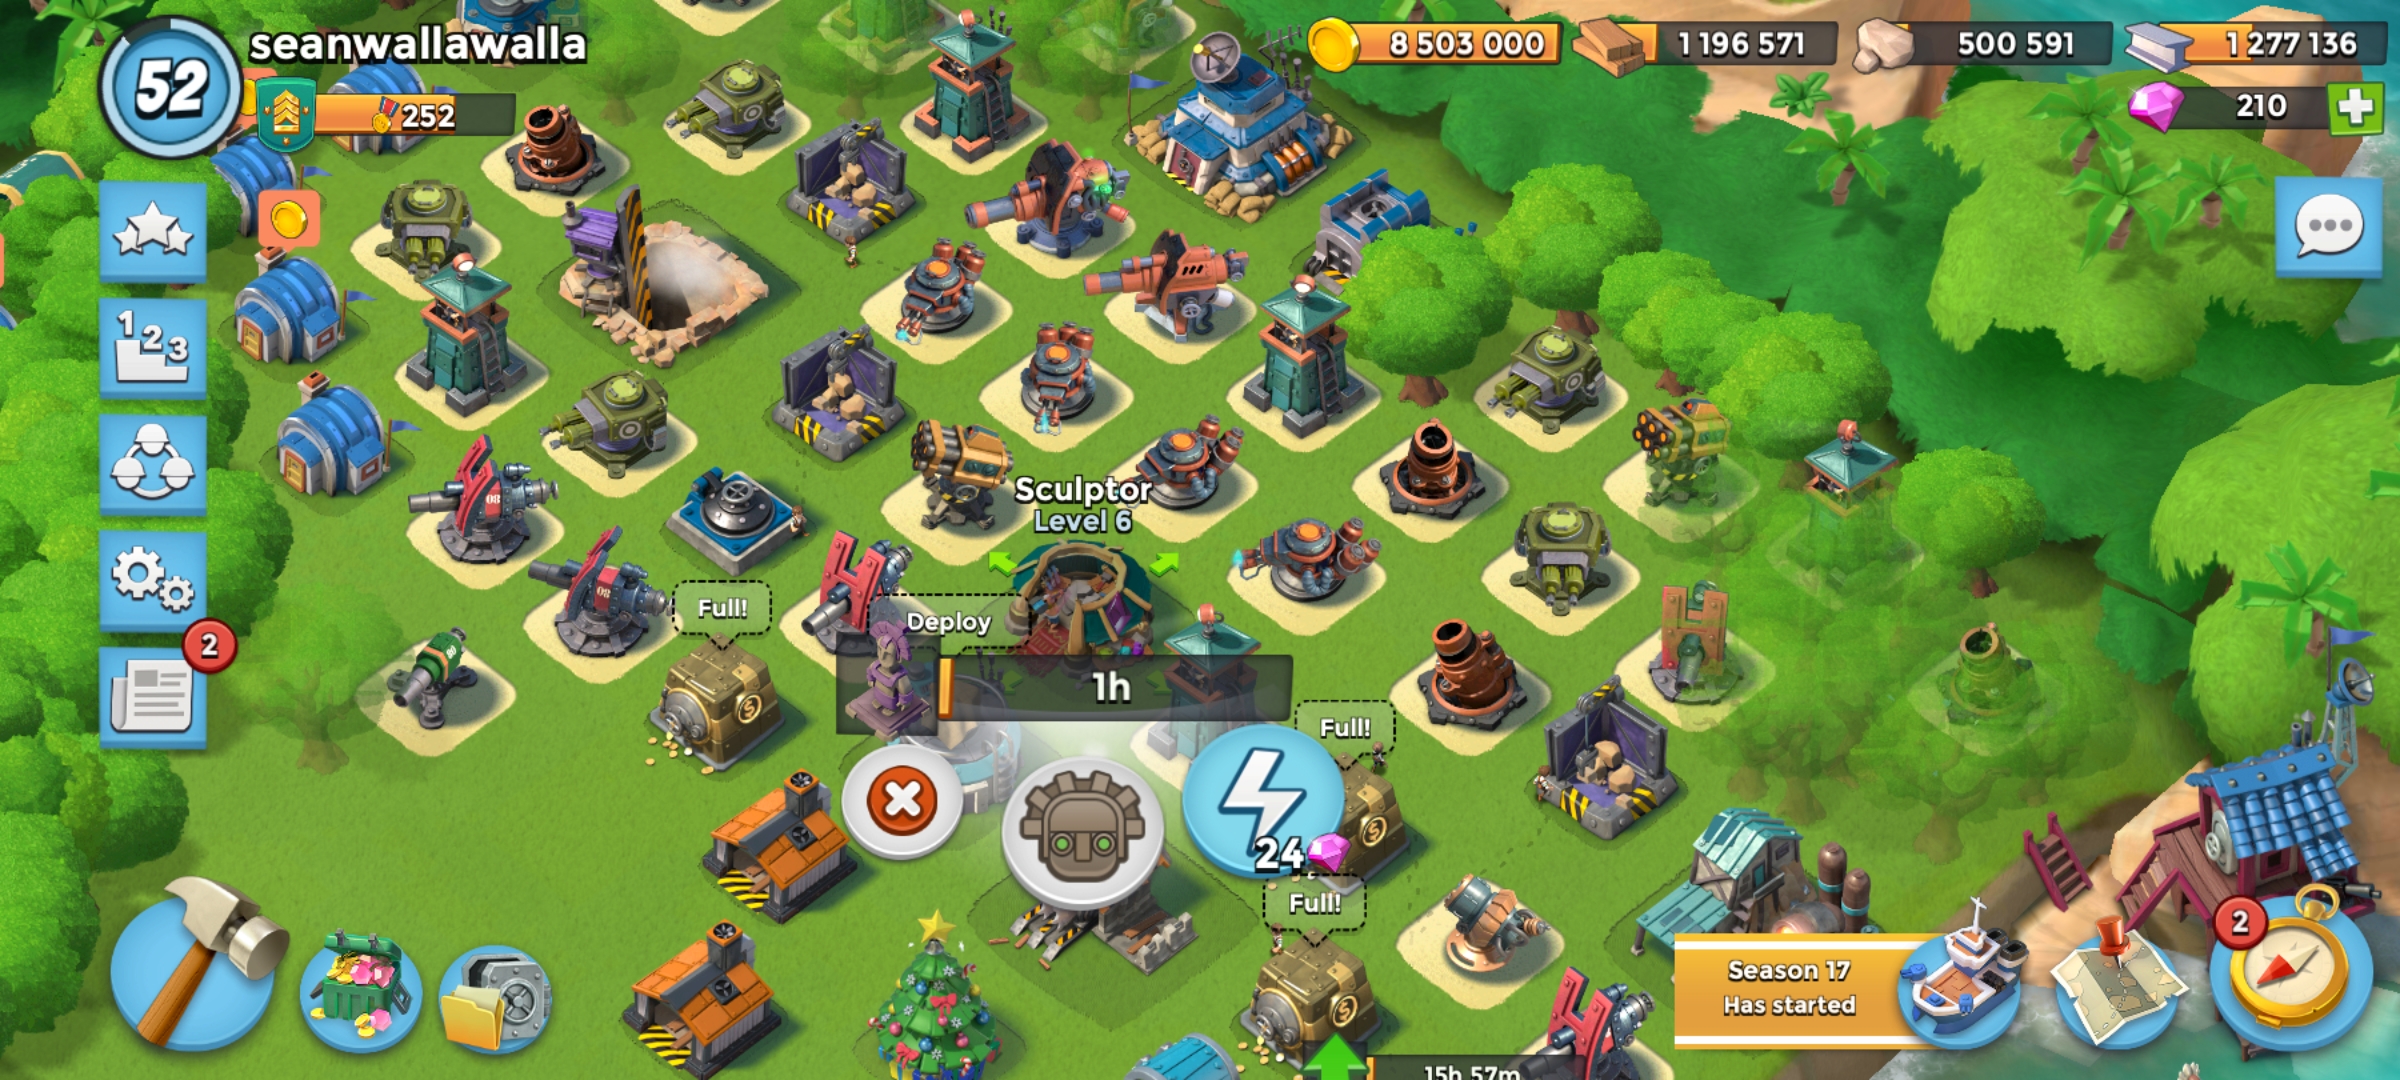 52
seanwallawalla
252
8 503 000
1 196 571
500 591
1 277 136
210
123
2
Sculptor
Level 6
Full!
Deploy
1h
Full!
24
Full!
Season 17
Has started
2
15h 57m